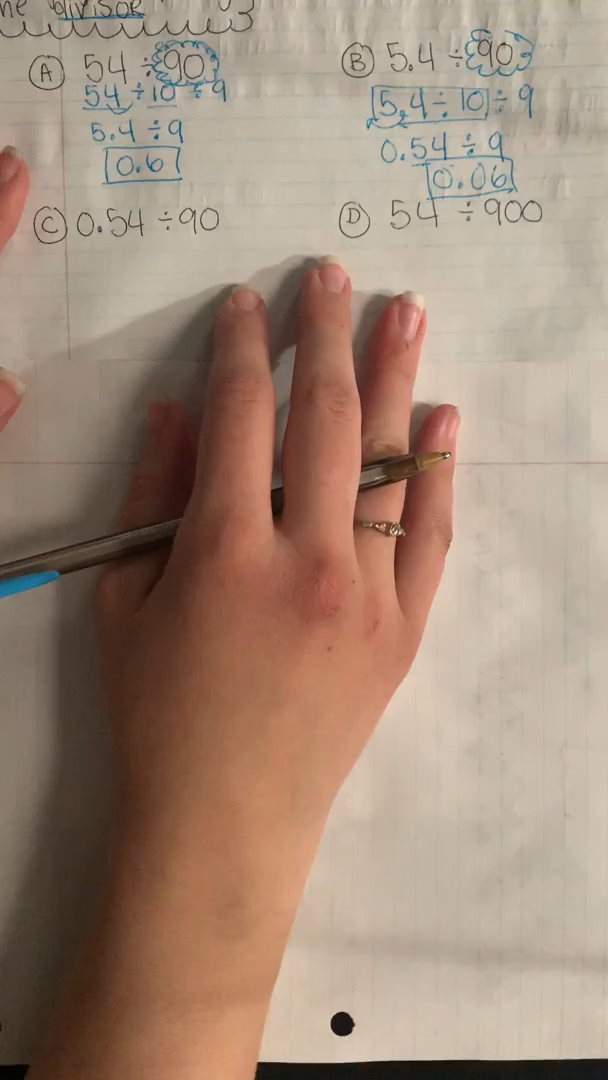 the divisor
Ⓐ 54 ÷ 90
54 ÷ 10 ÷ 9
5.4 ÷ 9
0.6
Ⓑ 5.4 ÷ 90
5.4 ÷ 10 ÷ 9
0.54 ÷ 9
0.06
Ⓒ 0.54 ÷ 90
Ⓓ 54 ÷ 900